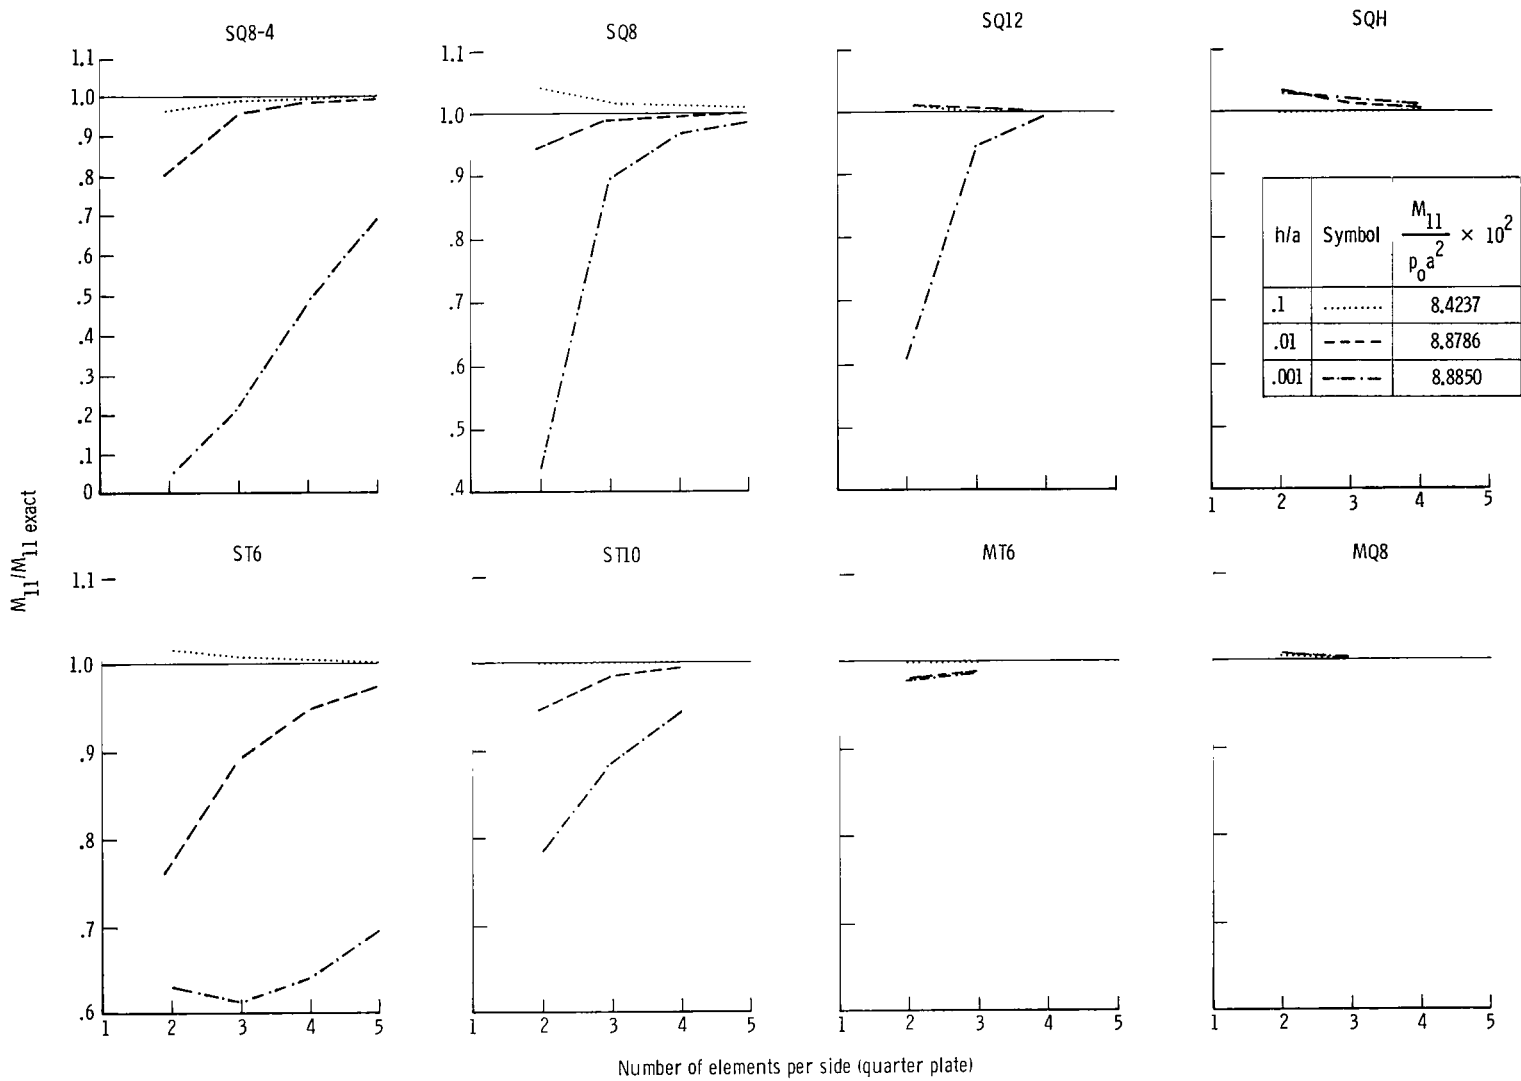 SQ8-4
SQ8
SQ12
SQH
1.1
1.0
.9
.8
.7
.6
.5
.4
.3
.2
.1
0
1.1
1.0
.9
.8
.7
.6
.5
.4
h/a Symbol M11 / p0a2 × 10^2
.1 8.4237
.01 8.8786
.001 8.8850
1 2 3 4 5
M11/M11 exact
ST6
ST10
MT6
MQ8
1.1
1.0
.9
.8
.7
.6
1 2 3 4 5
1 2 3 4 5
1 2 3 4 5
1 2 3 4 5
Number of elements per side (quarter plate)